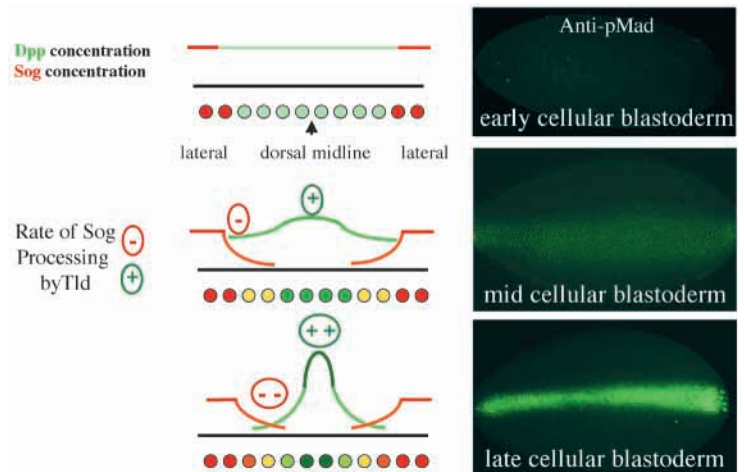 Anti-pMad
Dpp concentration
Sog concentration
early cellular blastoderm
lateral
dorsal midline
lateral
+
-
Rate of Sog
Processing
byTld
-
+
mid cellular blastoderm
+ +
- -
late cellular blastoderm